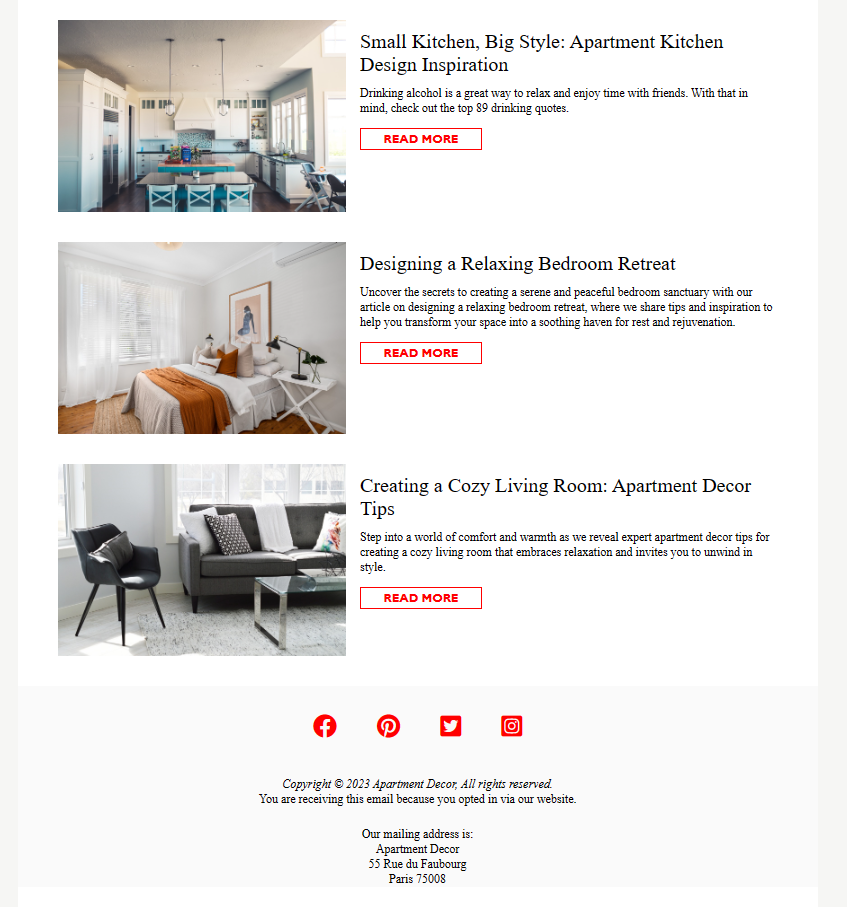 Small Kitchen, Big Style: Apartment Kitchen
Design Inspiration
Drinking alcohol is a great way to relax and enjoy time with friends. With that in
mind, check out the top 89 drinking quotes.
READ MORE
Designing a Relaxing Bedroom Retreat
Uncover the secrets to creating a serene and peaceful bedroom sanctuary with our
article on designing a relaxing bedroom retreat, where we share tips and inspiration to
help you transform your space into a soothing haven for rest and rejuvenation.
READ MORE
Creating a Cozy Living Room: Apartment Decor
Tips
Step into a world of comfort and warmth as we reveal expert apartment decor tips for
creating a cozy living room that embraces relaxation and invites you to unwind in
style.
READ MORE
Copyright © 2023 Apartment Decor, All rights reserved.
You are receiving this email because you opted in via our website.
Our mailing address is:
Apartment Decor
55 Rue du Faubourg
Paris 75008